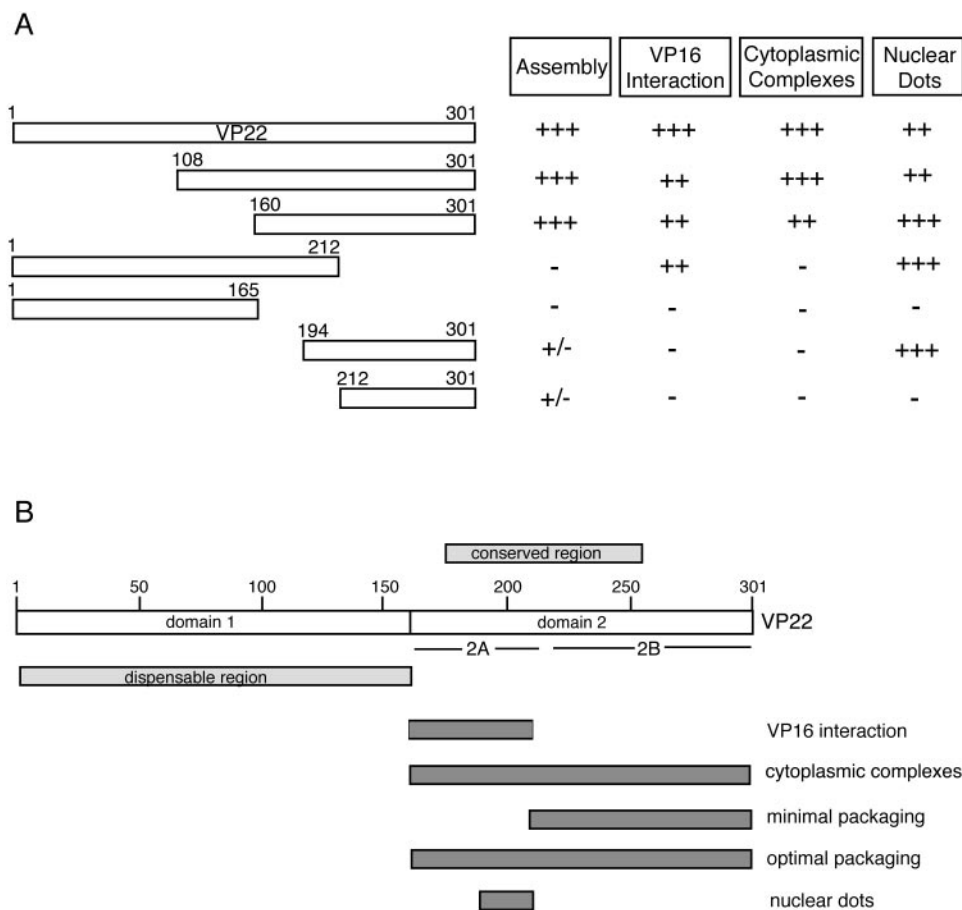 A
Assembly
VP16
Interaction
Cytoplasmic
Complexes
Nuclear
Dots
1 301
VP22
+++ +++ +++ ++
108 301
+++ ++ +++ ++
160 301
+++ ++ ++ +++
1 212
- ++ - +++
1 165
- - - -
194 301
+/- - - +++
212 301
+/- - - -
B
conserved region
1 50 100 150 200 250 301
domain 1 domain 2 VP22
2A 2B
dispensable region
VP16 interaction
cytoplasmic complexes
minimal packaging
optimal packaging
nuclear dots